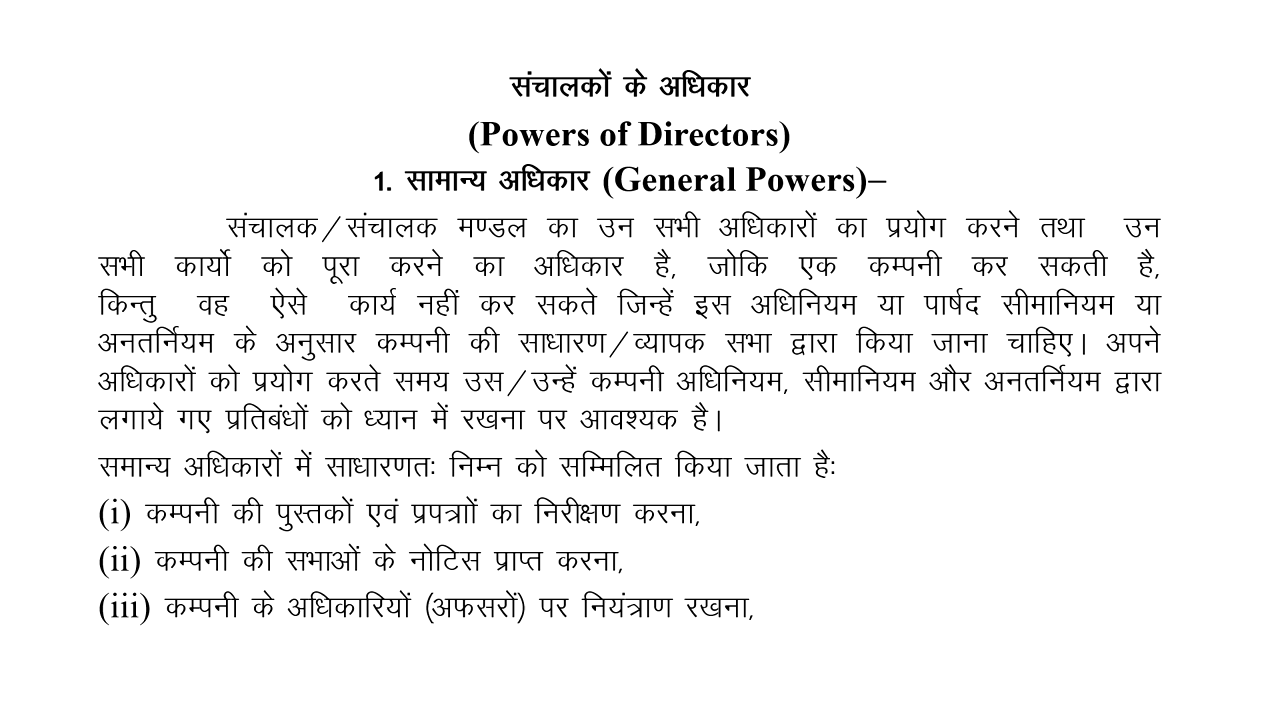 संचालकों के अधिकार
(Powers of Directors)
1. सामान्य अधिकार (General Powers)–
संचालक/संचालक मण्डल का उन सभी अधिकारों का प्रयोग करने तथा उन
सभी कार्यो को पूरा करने का अधिकार है, जोकि एक कम्पनी कर सकती है,
किन्तु वह ऐसे कार्य नहीं कर सकते जिन्हें इस अधिनियम या पार्षद सीमानियम या
अनतर्नियम के अनुसार कम्पनी की साधारण/व्यापक सभा द्वारा किया जाना चाहिए। अपने
अधिकारों को प्रयोग करते समय उस/उन्हें कम्पनी अधिनियम, सीमानियम और अनतर्नियम द्वारा
लगाये गए प्रतिबंधों को ध्यान में रखना पर आवश्यक है।
समान्य अधिकारों में साधारणतः निम्न को सम्मिलित किया जाता हैः
(i) कम्पनी की पुस्तकों एवं प्रपत्राों का निरीक्षण करना,
(ii) कम्पनी की सभाओं के नोटिस प्राप्त करना,
(iii) कम्पनी के अधिकारियों (अफसरों) पर नियंत्राण रखना,